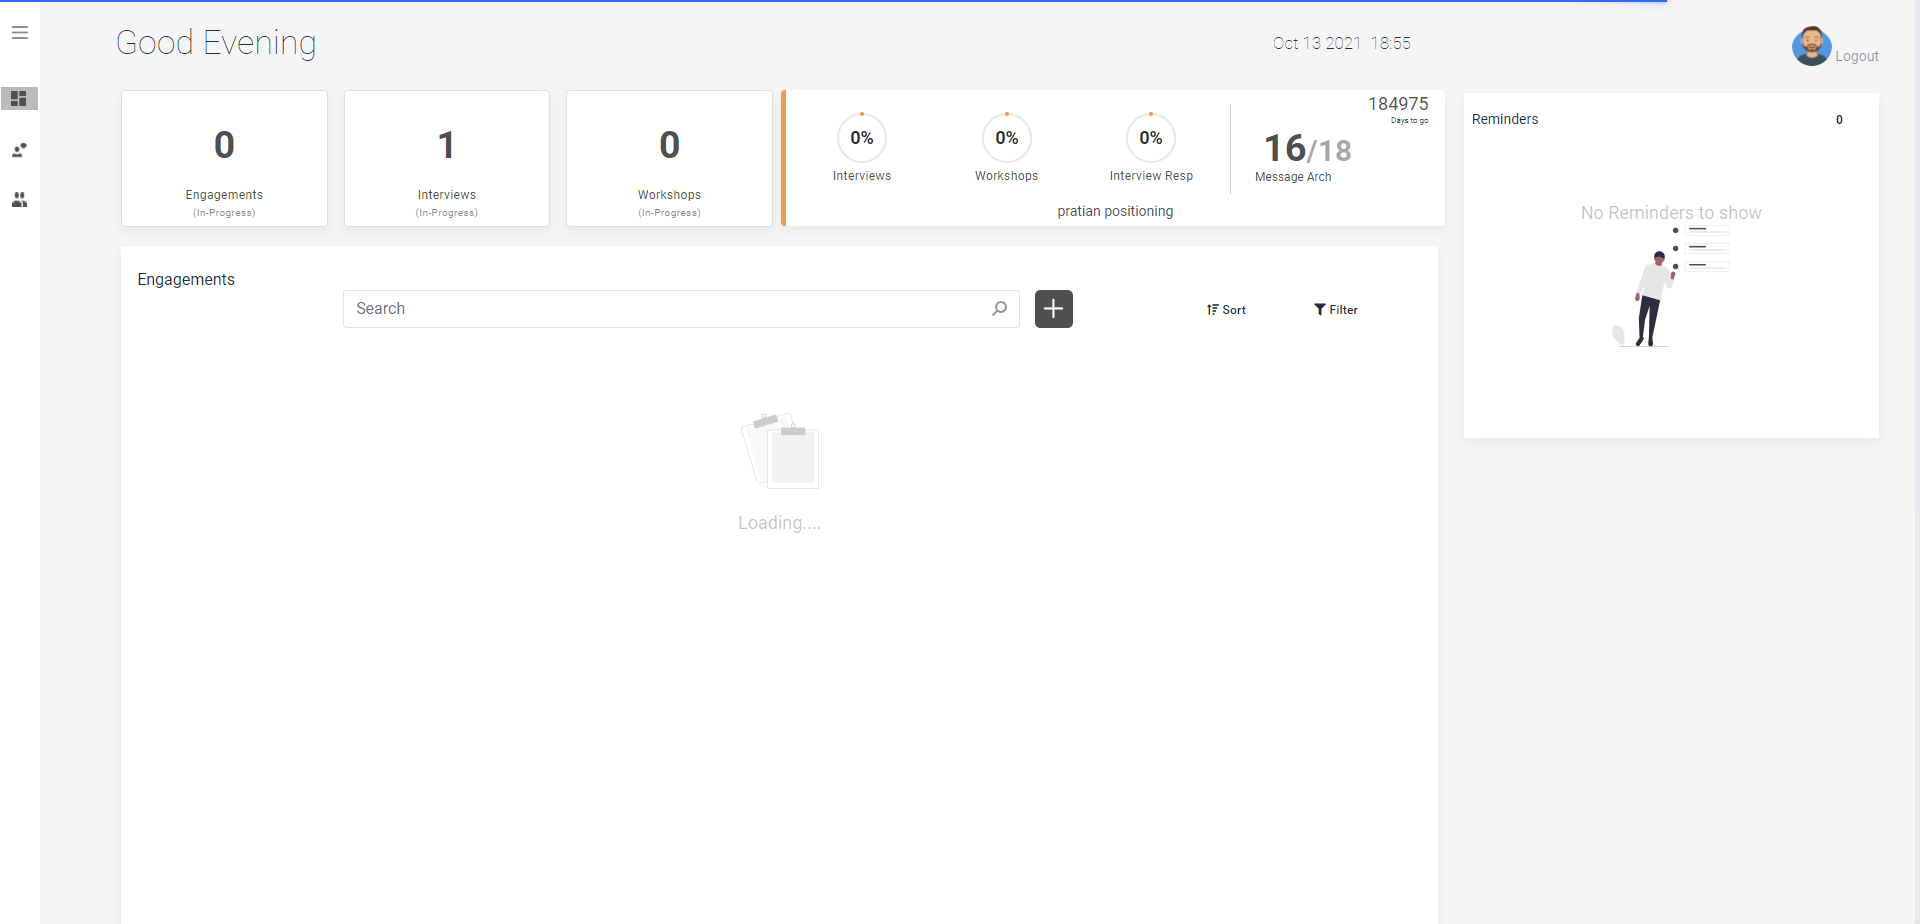 Good Evening
Oct 13 2021 18:55
Logout
0
Engagements
(In-Progress)
1
Interviews
(In-Progress)
0
Workshops
(In-Progress)
0%
Interviews
0%
Workshops
0%
Interview Resp
184975
Days to go
16/18
Message Arch
pratian positioning
Reminders
0
No Reminders to show
Engagements
Search
Sort
Filter
Loading....